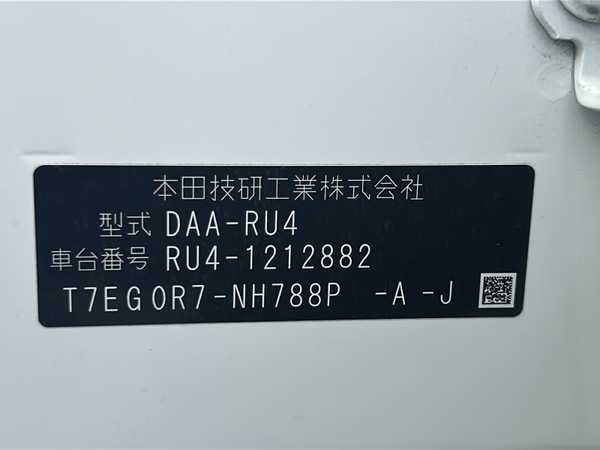 本田技研工業株式会社
型式 DAA-RU4
車台番号 RU4-1212882
T7EG0R7-NH788P -A -J